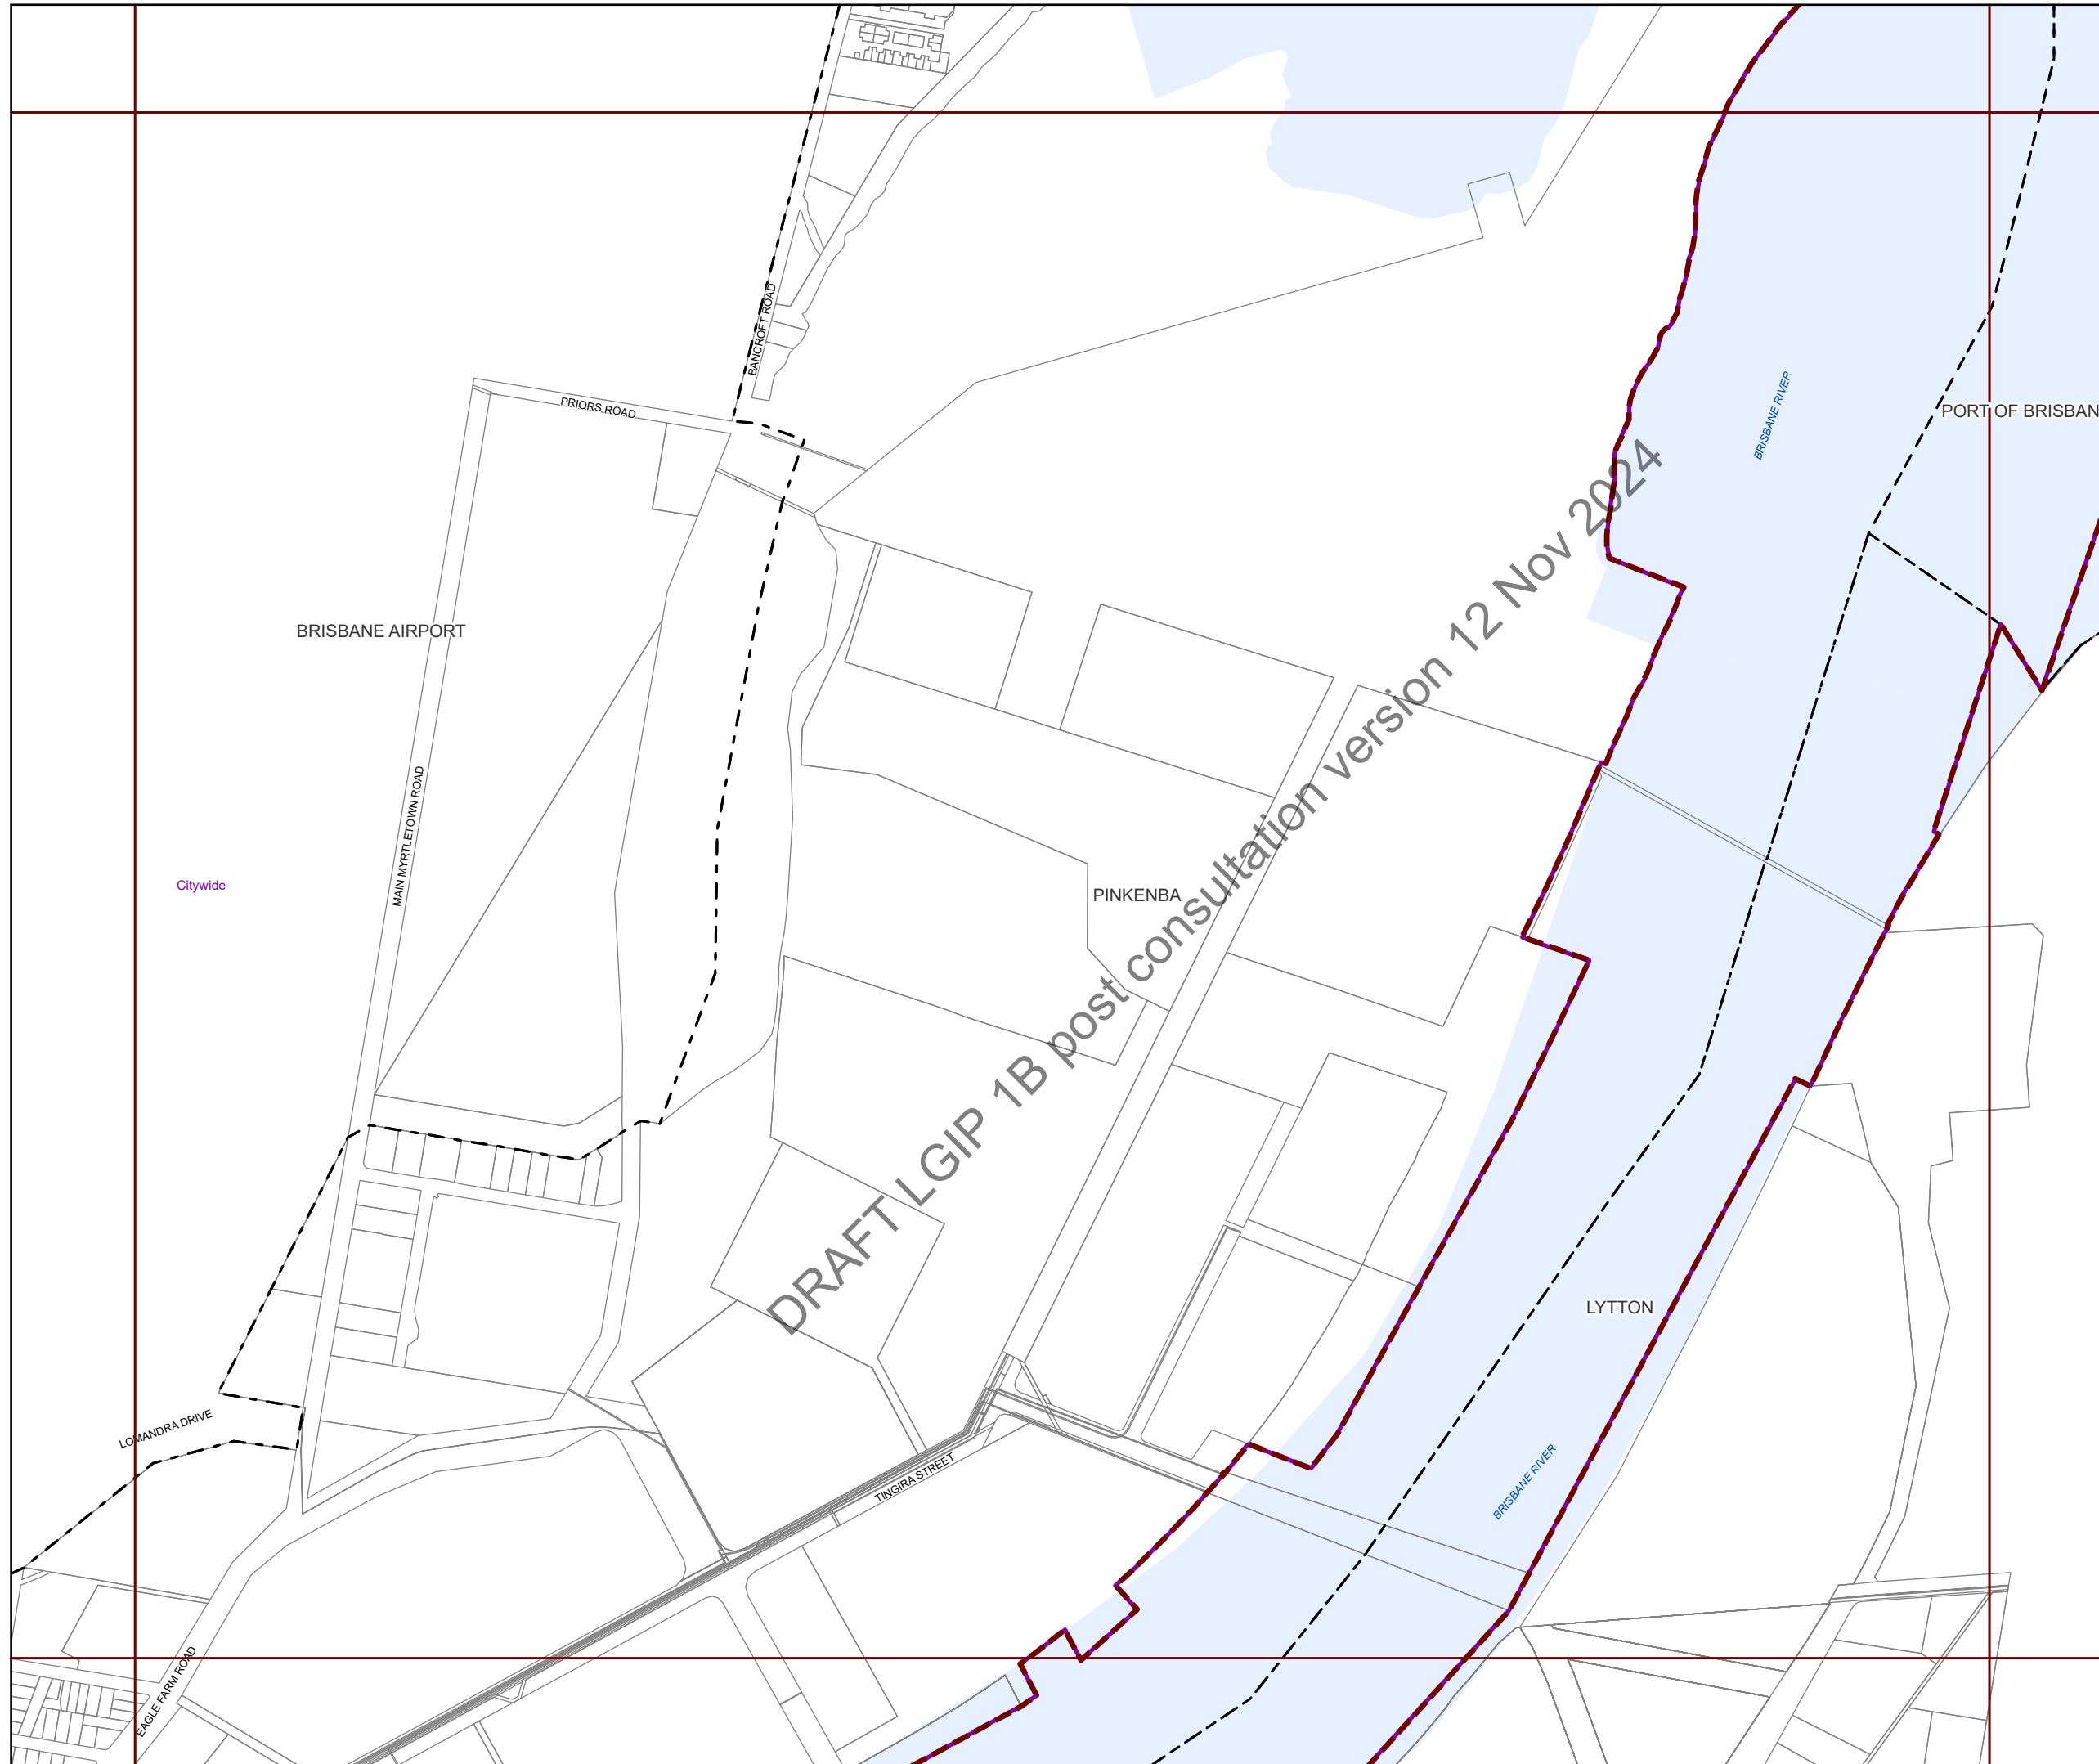 BANCROFT ROAD
PRIORS ROAD
BRISBANE RIVER
PORT OF BRISBAN
BRISBANE AIRPORT
MAIN MYRTLETOWN ROAD
Citywide
PINKENBA
DRAFT LGIP 1B post consultation version 12 Nov 2024
LYTTON
LOMANDRA DRIVE
TINGIRA STREET
BRISBANE RIVER
EAGLE FARM ROAD